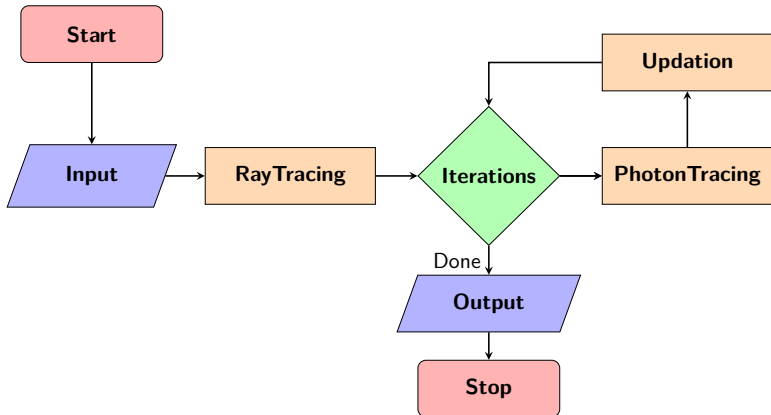 Start
Updation
Input
RayTracing
Iterations
PhotonTracing
Done
Output
Stop